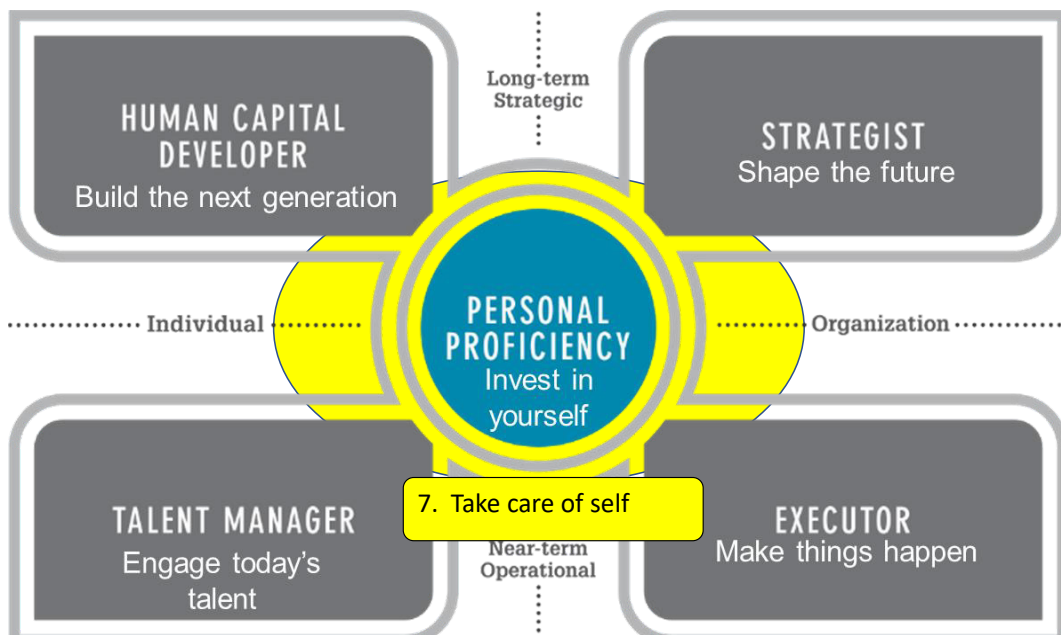 Long-term
Strategic
HUMAN CAPITAL
DEVELOPER
Build the next generation
STRATEGIST
Shape the future
Individual
PERSONAL
PROFICIENCY
Invest in
yourself
Organization
7. Take care of self
TALENT MANAGER
Engage today’s
talent
Near-term
Operational
EXECUTOR
Make things happen